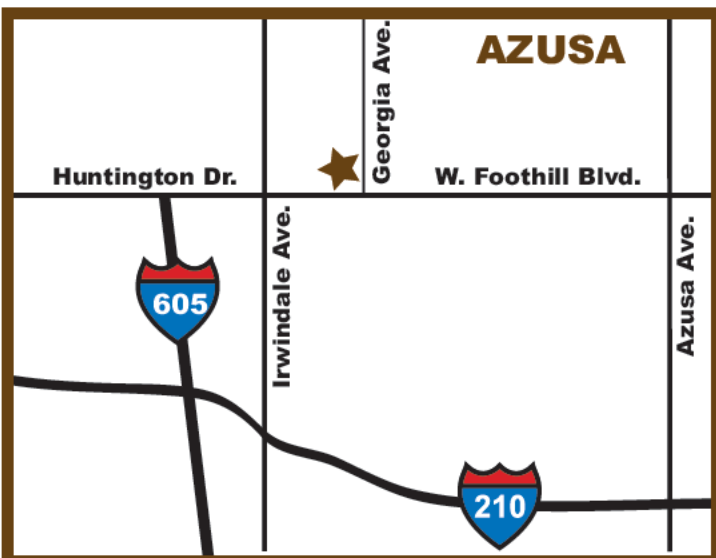 AZUSA
Georgia Ave.
Huntington Dr.
W. Foothill Blvd.
Irwindale Ave.
Azusa Ave.
605
210